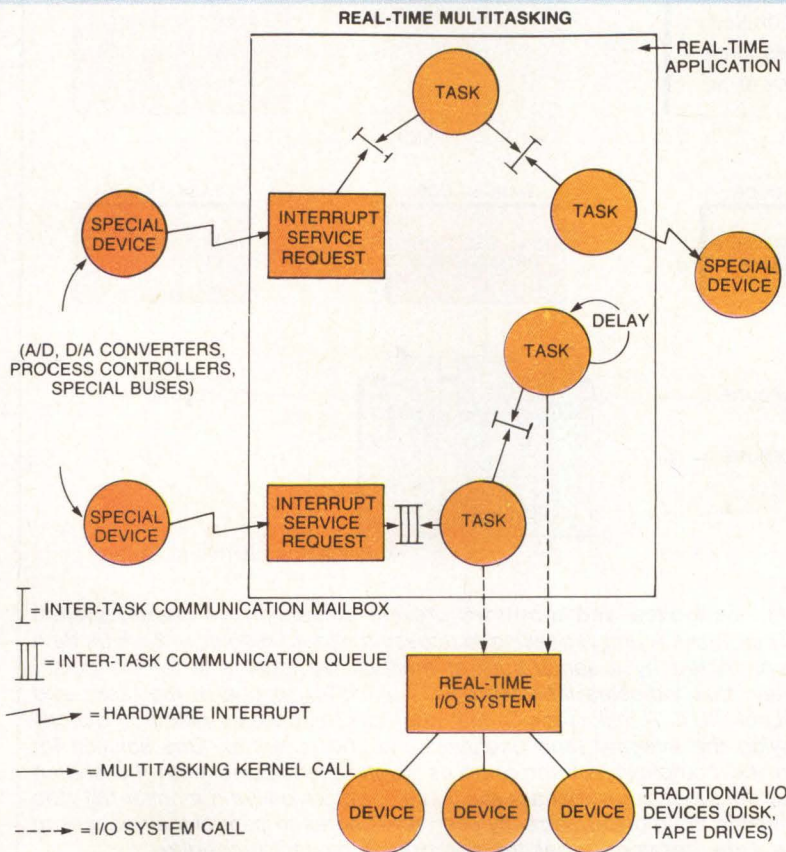 REAL-TIME MULTITASKING
REAL-TIME
APPLICATION
TASK
INTERRUPT
SERVICE
REQUEST
TASK
SPECIAL
DEVICE
SPECIAL
DEVICE
(A/D, D/A CONVERTERS,
PROCESS CONTROLLERS,
SPECIAL BUSES)
DELAY
TASK
SPECIAL
DEVICE
INTERRUPT
SERVICE
REQUEST
TASK
= INTER-TASK COMMUNICATION MAILBOX
= INTER-TASK COMMUNICATION QUEUE
= HARDWARE INTERRUPT
= MULTITASKING KERNEL CALL
= I/O SYSTEM CALL
REAL-TIME
I/O SYSTEM
DEVICE
DEVICE
DEVICE
TRADITIONAL I/O
DEVICES (DISK,
TAPE DRIVES)